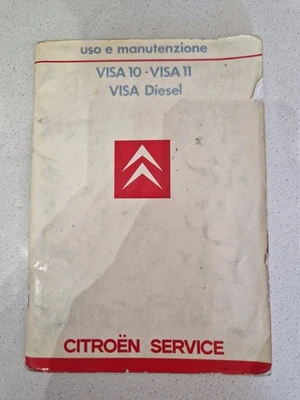 uso e manutenzione
VISA 10 - VISA 11
VISA Diesel
CITROËN SERVICE